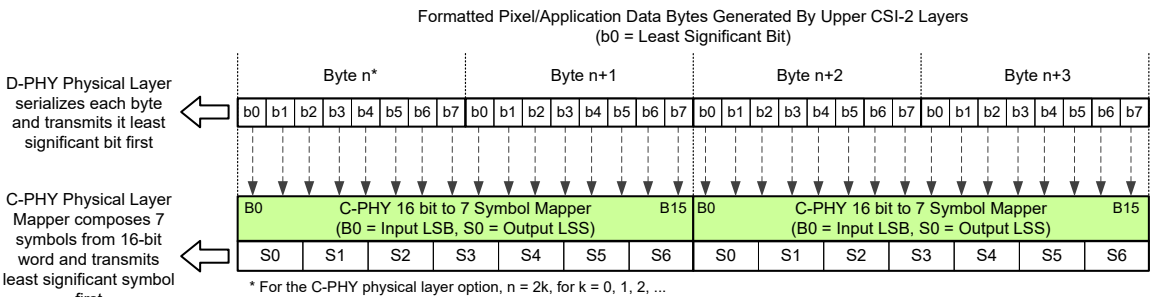 Formatted Pixel/Application Data Bytes Generated By Upper CSI-2 Layers
(b0 = Least Significant Bit)
D-PHY Physical Layer
serializes each byte
and transmits it least
significant bit first
Byte n* Byte n+1 Byte n+2 Byte n+3
b0 b1 b2 b3 b4 b5 b6 b7 b0 b1 b2 b3 b4 b5 b6 b7 b0 b1 b2 b3 b4 b5 b6 b7 b0 b1 b2 b3 b4 b5 b6 b7
C-PHY Physical Layer
Mapper composes 7
symbols from 16-bit
word and transmits
least significant symbol
B0 C-PHY 16 bit to 7 Symbol Mapper B15 B0 C-PHY 16 bit to 7 Symbol Mapper B15
(B0 = Input LSB, S0 = Output LSS) (B0 = Input LSB, S0 = Output LSS)
S0 S1 S2 S3 S4 S5 S6 S0 S1 S2 S3 S4 S5 S6
* For the C-PHY physical layer option, n = 2k, for k = 0, 1, 2, ...